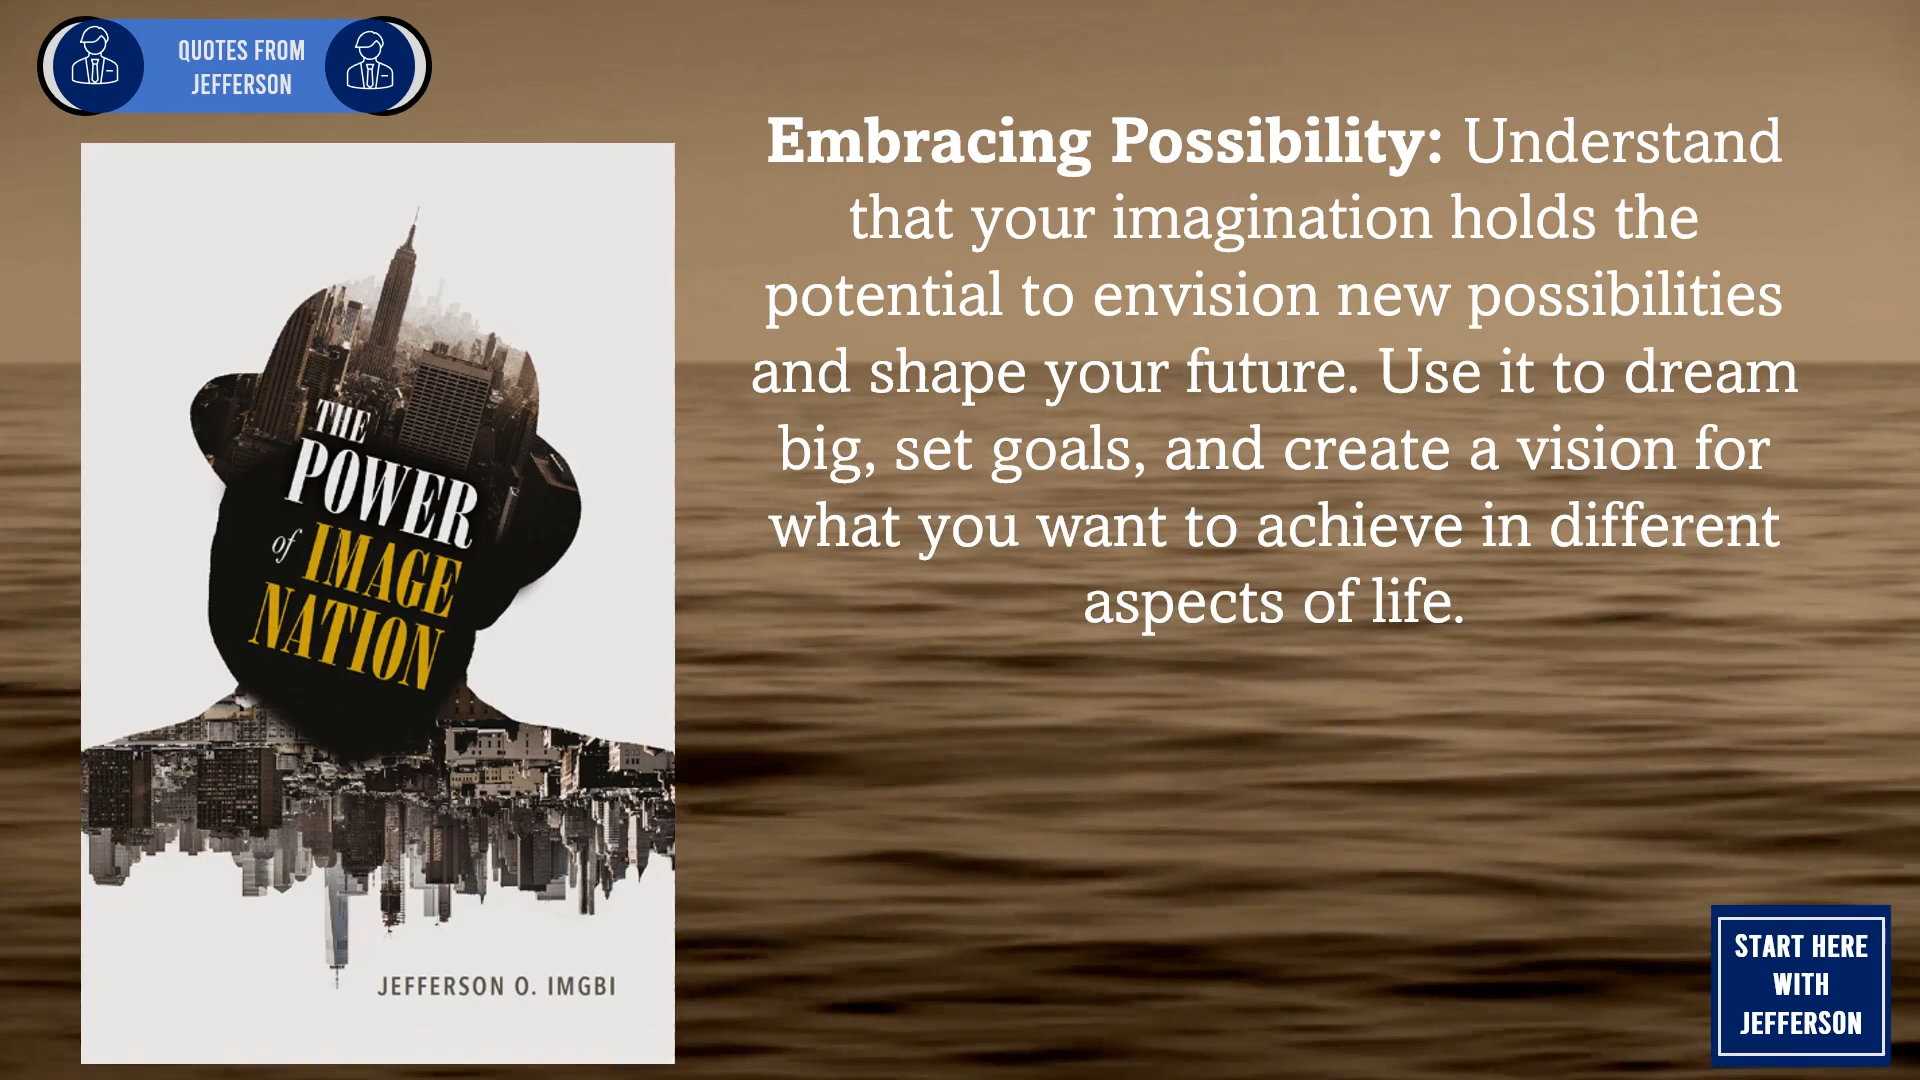 QUOTES FROM
JEFFERSON
THE
POWER
of IMAGE
NATION
JEFFERSON O. IMGBI
Embracing Possibility: Understand
that your imagination holds the
potential to envision new possibilities
and shape your future. Use it to dream
big, set goals, and create a vision for
what you want to achieve in different
aspects of life.
START HERE
WITH
JEFFERSON